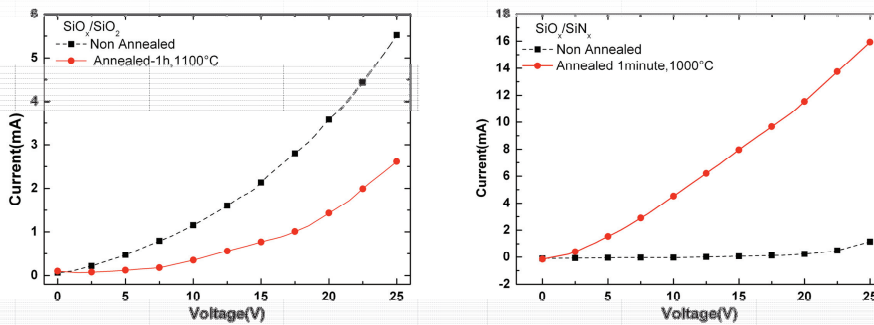 SiOx/SiO2
Non Annealed
Annealed-1h,1100°C
Current(mA)
6
5
4
3
2
1
0
0 5 10 15 20 25
Voltage(V)
SiOx/SiNx
Non Annealed
Annealed 1minute,1000°C
Current(mA)
18
16
14
12
10
8
6
4
2
0
-2
0 5 10 15 20 25
Voltage(V)